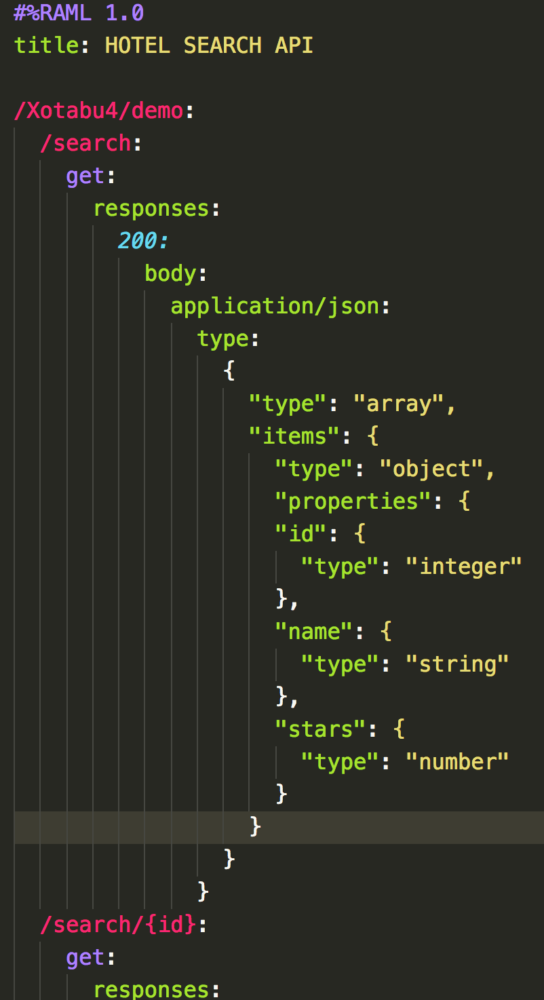 #%RAML 1.0
title: HOTEL SEARCH API

/Xotabu4/demo:
  /search:
    get:
      responses:
        200:
          body:
            application/json:
              type:
                {
                  "type": "array",
                  "items": {
                    "type": "object",
                    "properties": {
                    "id": {
                      "type": "integer"
                    },
                    "name": {
                      "type": "string"
                    },
                    "stars": {
                      "type": "number"
                    }
                  }
                }
              }
  /search/{id}:
    get:
      responses: